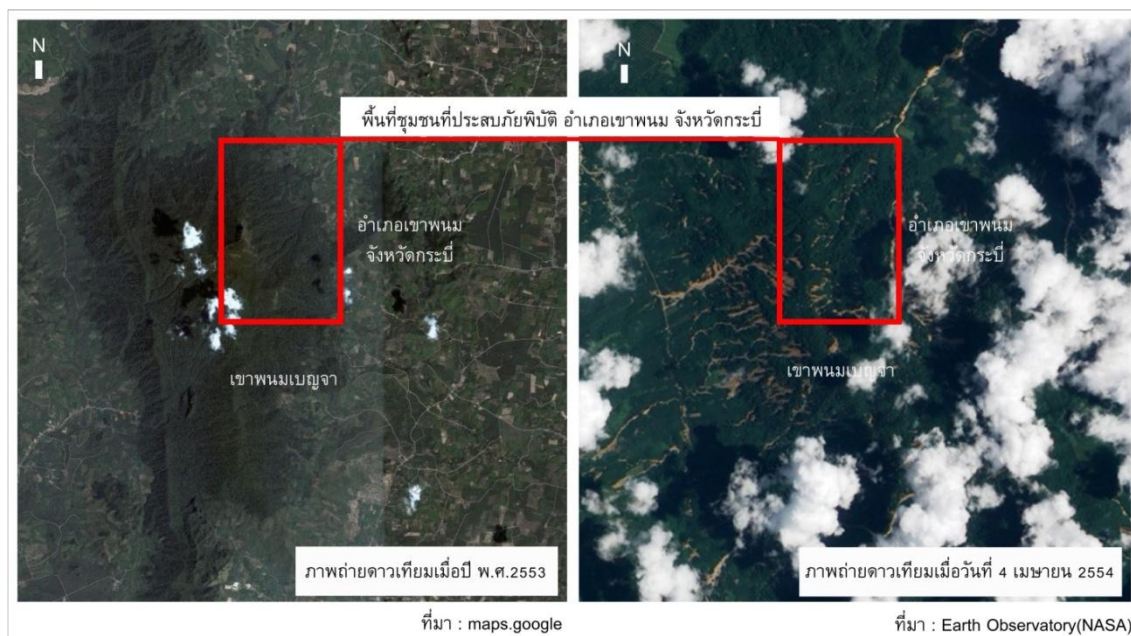 N
N
พื้นที่ชุมชนที่ประสบภัยพิบัติ อำเภอเขาพนม จังหวัดกระบี่
อำเภอเขาพนม
จังหวัดกระบี่
อำเภอเขาพนม
จังหวัดกระบี่
เขาพนมเบญจา
เขาพนมเบญจา
ภาพถ่ายดาวเทียมเมื่อปี พ.ศ.2553
ภาพถ่ายดาวเทียมเมื่อวันที่ 4 เมษายน 2554
ที่มา : maps.google
ที่มา : Earth Observatory(NASA)